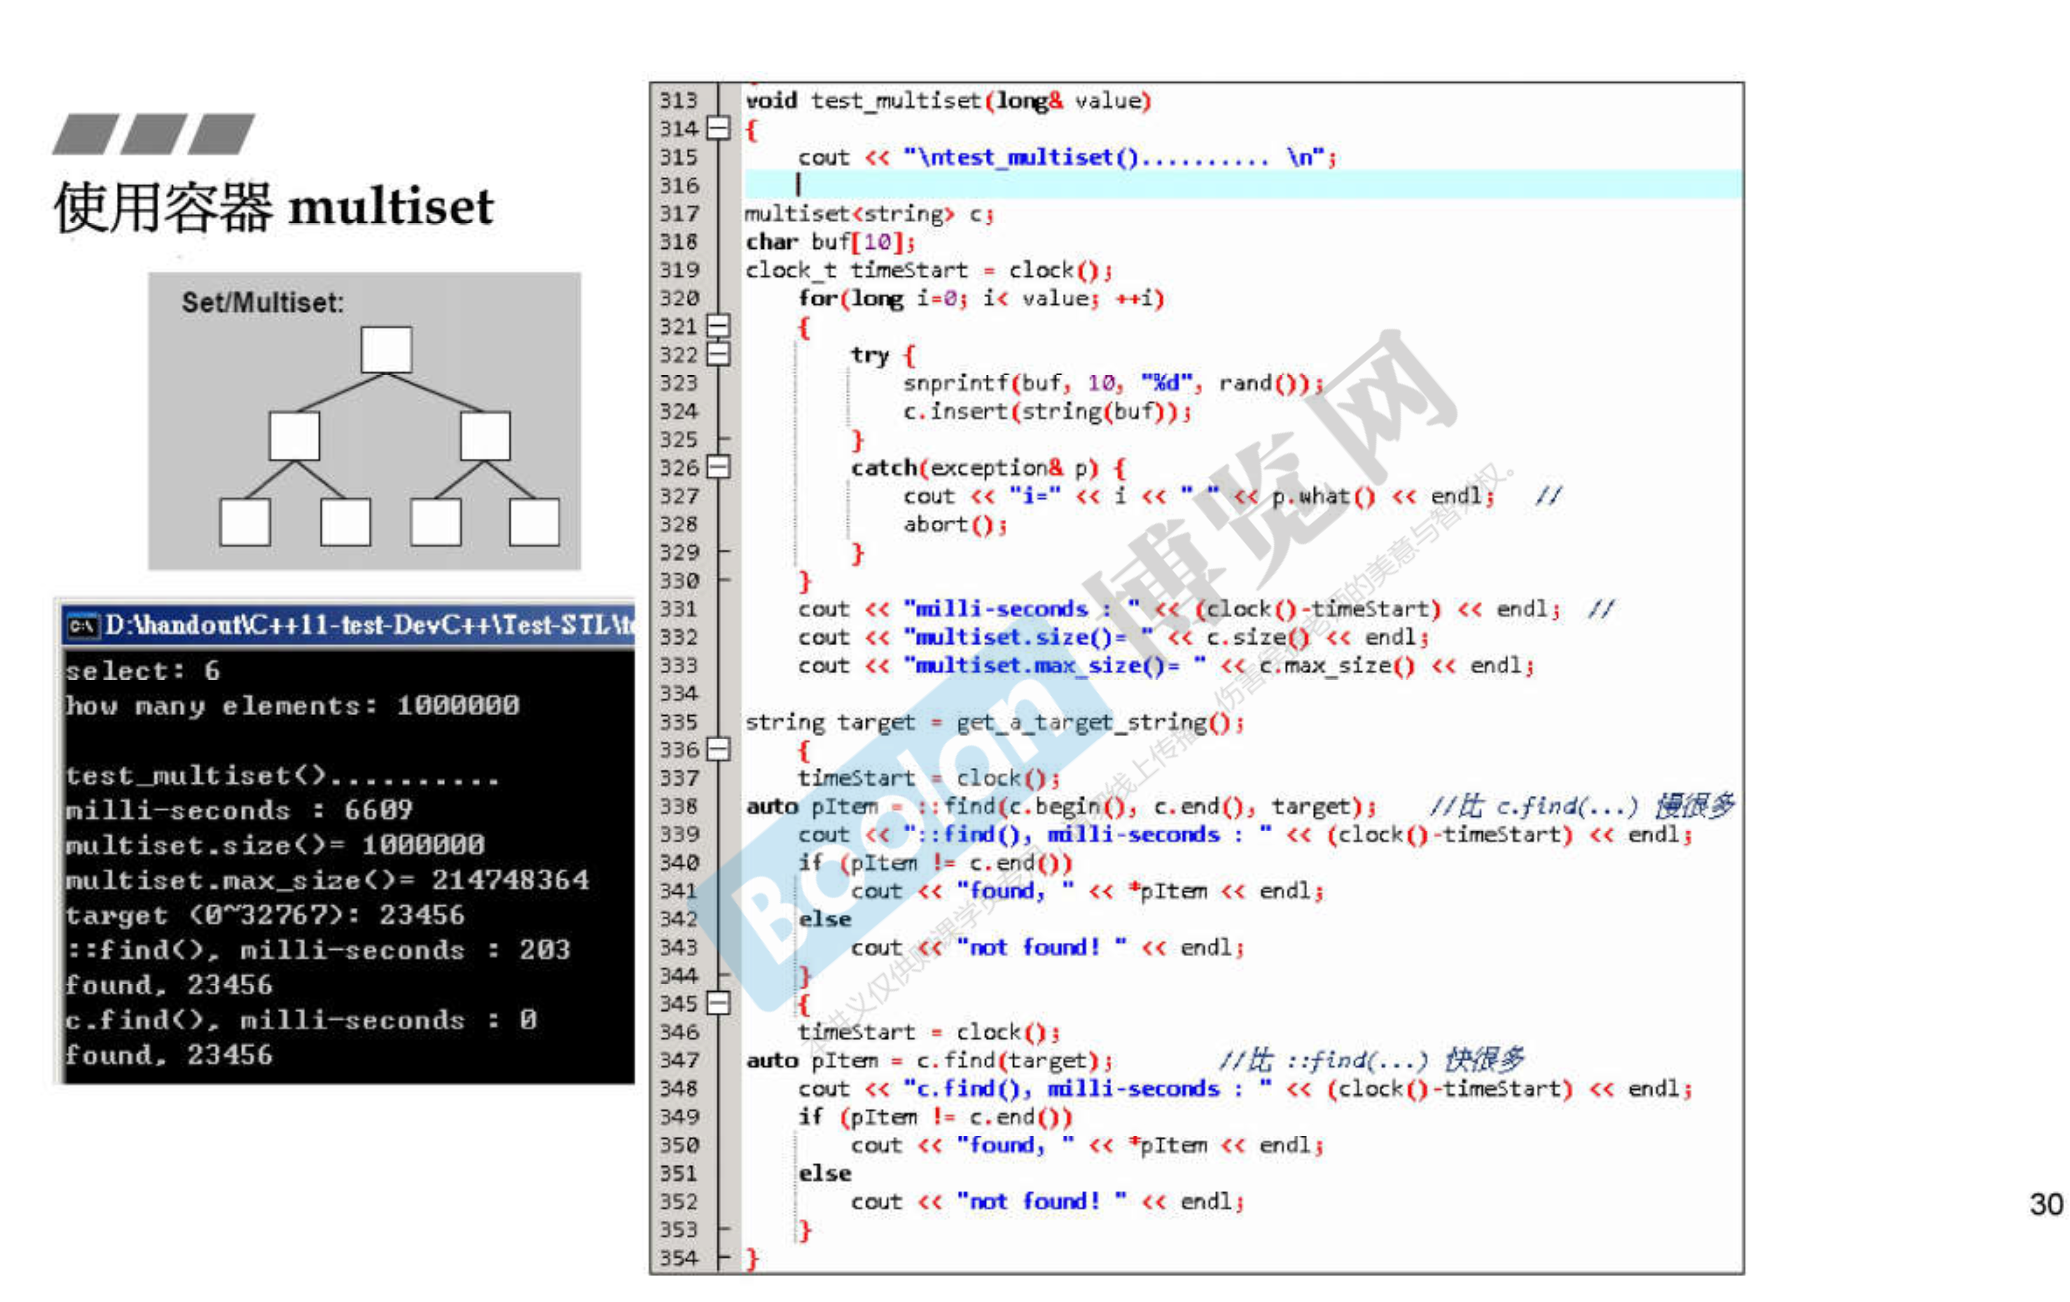 使用容器 multiset
Set/Multiset:
D:\handout\C++11-test-DevC++\Test-STL\te
select: 6
how many elements: 1000000
test_multiset()..........
milli-seconds : 6609
multiset.size()= 1000000
multiset.max_size()= 214748364
target (0~32767): 23456
::find(), milli-seconds : 203
found, 23456
c.find(), milli-seconds : 0
found, 23456
313 void test_multiset(long& value)
314 {
315 cout << "\ntest_multiset().......... \n";
316
317 multiset<string> c;
318 char buf[10];
319 clock_t timeStart = clock();
320 for(long i=0; i< value; ++i)
321 {
322 try {
323 snprintf(buf, 10, "%d", rand());
324 c.insert(string(buf));
325 }
326 catch(exception& p) {
327 cout << "i=" << i << " " << p.what() << endl; //
328 abort();
329 }
330 }
331 cout << "milli-seconds : " << (clock()-timeStart) << endl; //
332 cout << "multiset.size()= " << c.size() << endl;
333 cout << "multiset.max_size()= " << c.max_size() << endl;
334
335 string target = get_a_target_string();
336 {
337 timeStart = clock();
338 auto pItem = ::find(c.begin(), c.end(), target); //比 c.find(...) 慢很多
339 cout << "::find(), milli-seconds : " << (clock()-timeStart) << endl;
340 if (pItem != c.end())
341 cout << "found, " << *pItem << endl;
342 else
343 cout << "not found! " << endl;
344 }
345 {
346 timeStart = clock();
347 auto pItem = c.find(target); //比 ::find(...) 快很多
348 cout << "c.find(), milli-seconds : " << (clock()-timeStart) << endl;
349 if (pItem != c.end())
350 cout << "found, " << *pItem << endl;
351 else
352 cout << "not found! " << endl;
353 }
354 }
Boolan 博览网
30